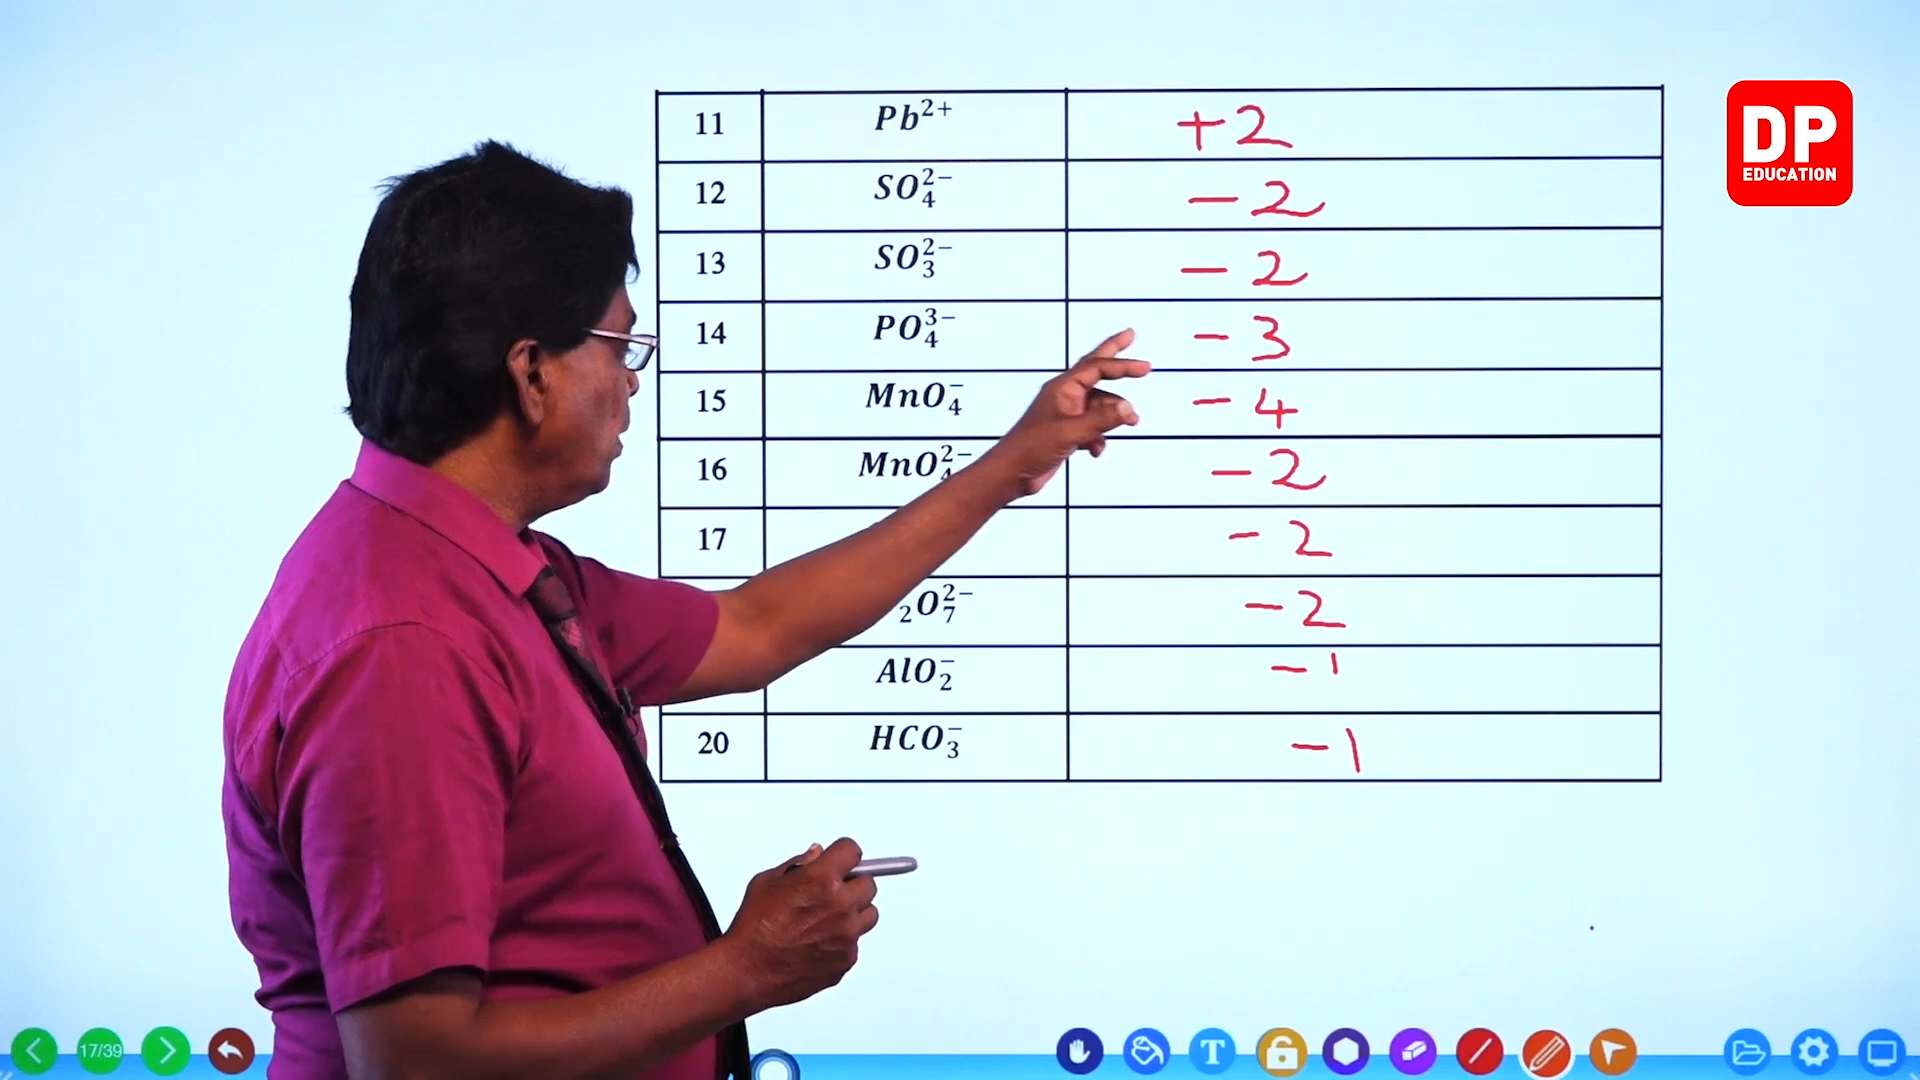 DP
EDUCATION
11 Pb²⁺ +2
12 SO₄²⁻ -2
13 SO₃²⁻ -2
14 PO₄³⁻ -3
15 MnO₄⁻ -4
16 MnO₄²⁻ -2
17 -2
₂O₇²⁻ -2
AlO₂⁻ -1
20 HCO₃⁻ -1
17/39
T